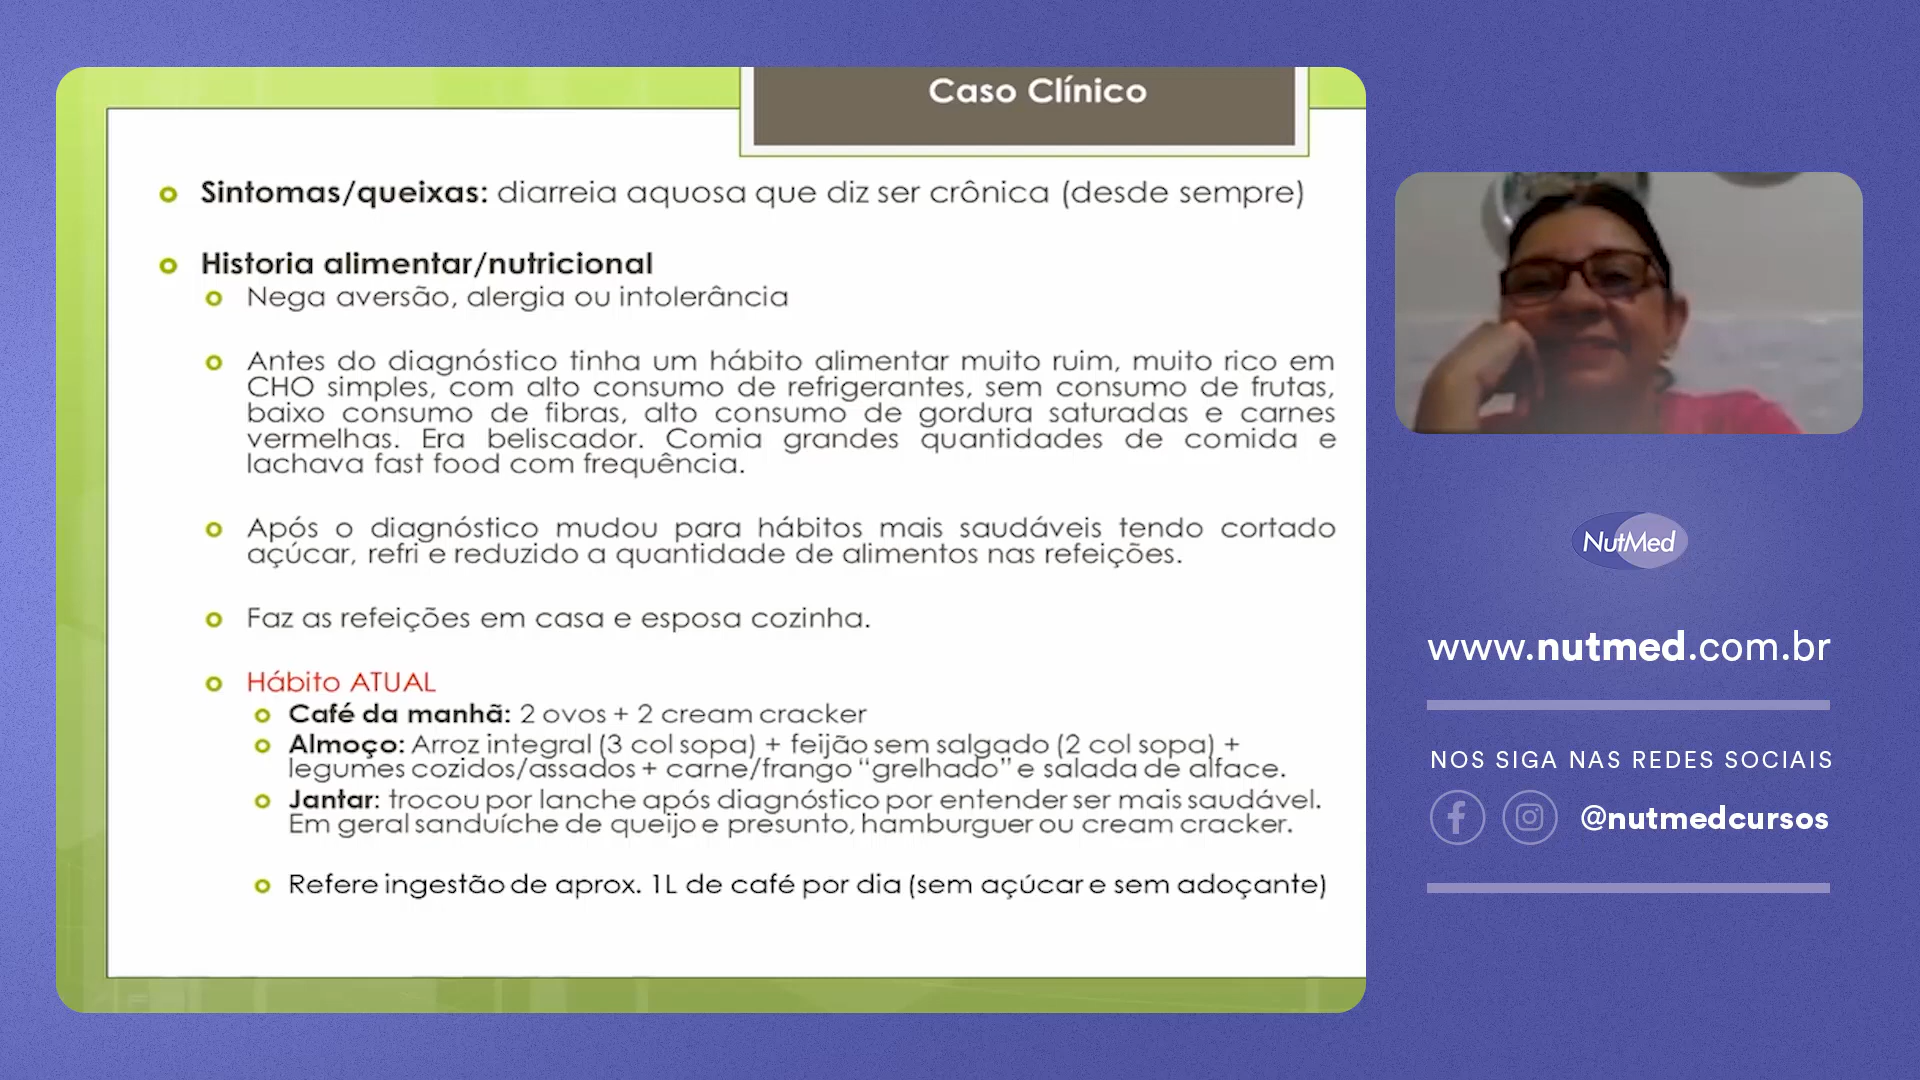 Caso Clínico
Sintomas/queixas: diarreia aquosa que diz ser crônica (desde sempre)
Historia alimentar/nutricional
Nega aversão, alergia ou intolerância
Antes do diagnóstico tinha um hábito alimentar muito ruim, muito rico em
CHO simples, com alto consumo de refrigerantes, sem consumo de frutas,
baixo consumo de fibras, alto consumo de gordura saturadas e carnes
vermelhas. Era beliscador. Comia grandes quantidades de comida e
lachava fast food com frequência.
Após o diagnóstico mudou para hábitos mais saudáveis tendo cortado
açúcar, refri e reduzido a quantidade de alimentos nas refeições.
Faz as refeições em casa e esposa cozinha.
Hábito ATUAL
Café da manhã: 2 ovos + 2 cream cracker
Almoço: Arroz integral (3 col sopa) + feijão sem salgado (2 col sopa) +
legumes cozidos/assados + carne/frango “grelhado” e salada de alface.
Jantar: trocou por lanche após diagnóstico por entender ser mais saudável.
Em geral sanduíche de queijo e presunto, hamburguer ou cream cracker.
Refere ingestão de aprox. 1L de café por dia (sem açúcar e sem adoçante)
NutMed
www.nutmed.com.br
NOS SIGA NAS REDES SOCIAIS
@nutmedcursos